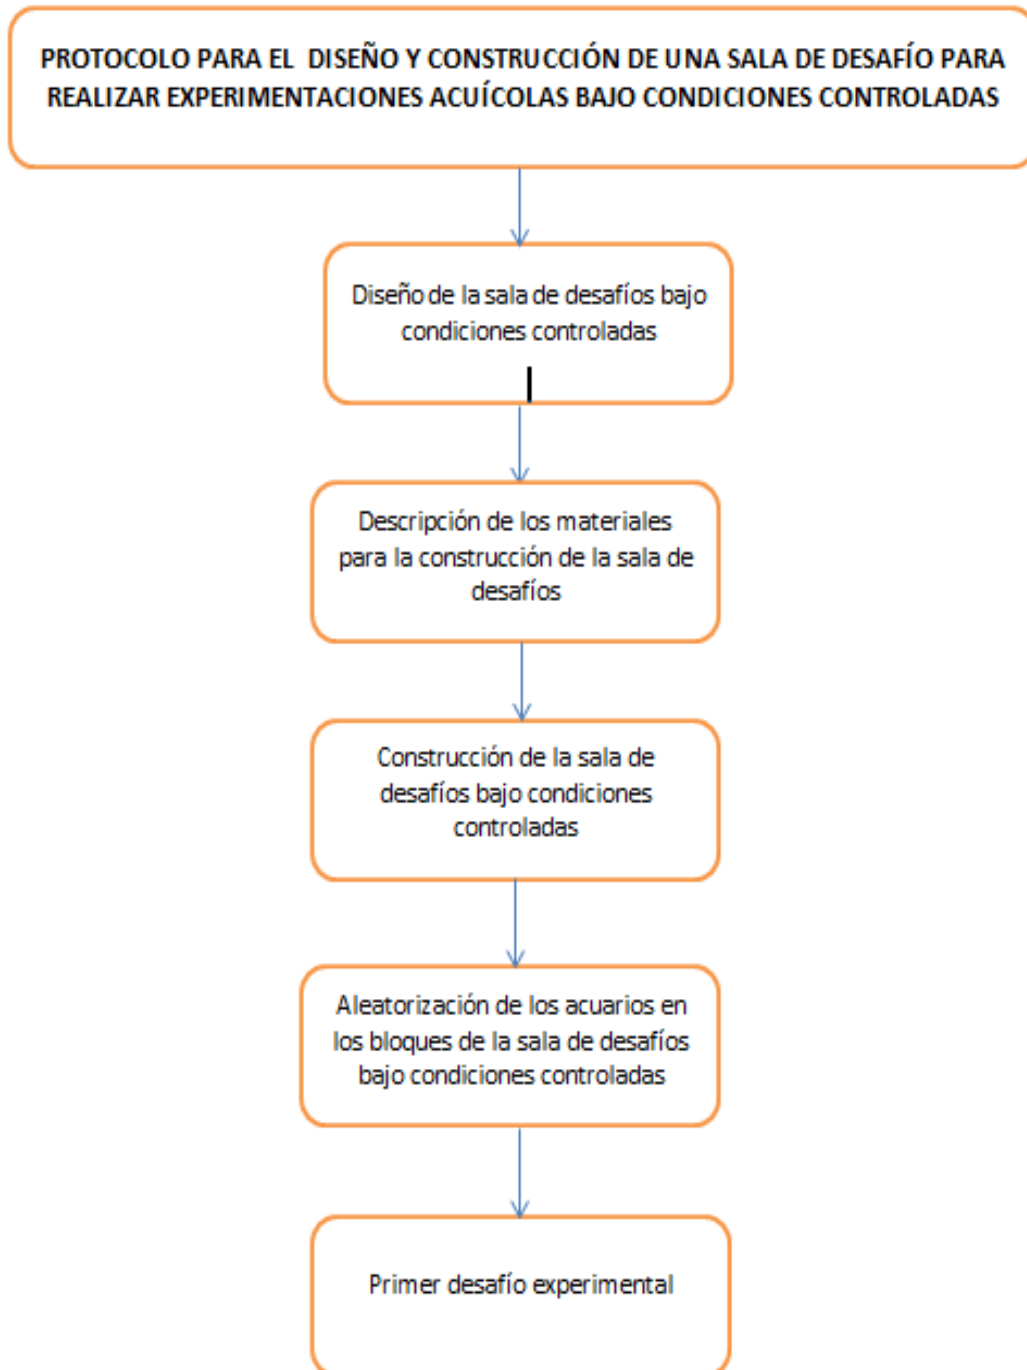 PROTOCOLO PARA EL DISEÑO Y CONSTRUCCIÓN DE UNA SALA DE DESAFÍO PARA
REALIZAR EXPERIMENTACIONES ACUÍCOLAS BAJO CONDICIONES CONTROLADAS
Diseño de la sala de desafíos bajo
condiciones controladas
Descripción de los materiales
para la construcción de la sala de
desafíos
Construcción de la sala de
desafíos bajo condiciones
controladas
Aleatorización de los acuarios en
los bloques de la sala de desafíos
bajo condiciones controladas
Primer desafío experimental